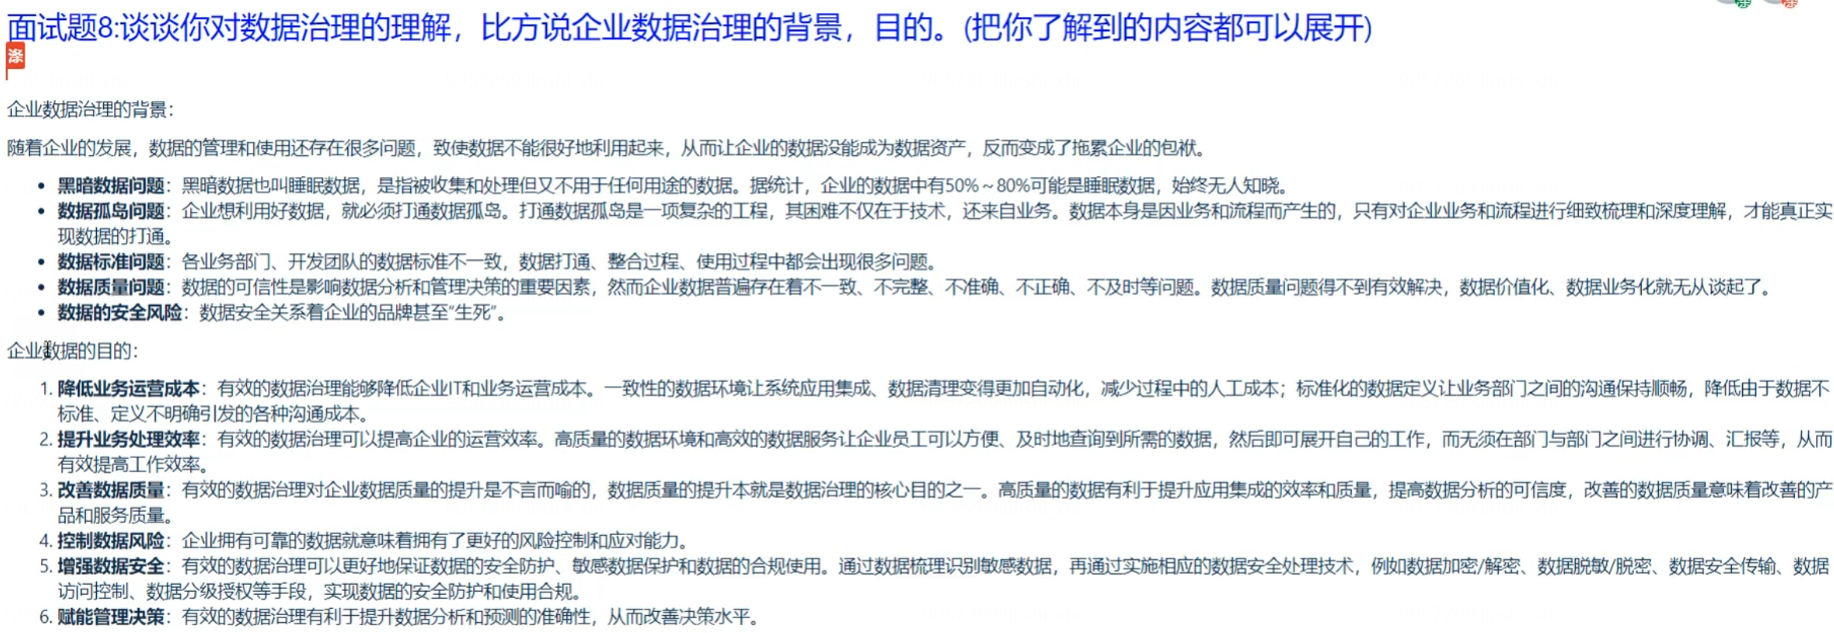 面试题8:谈谈你对数据治理的理解，比方说企业数据治理的背景，目的。(把你了解到的内容都可以展开)
涤
企业数据治理的背景：
随着企业的发展，数据的管理和使用还存在很多问题，致使数据不能很好地利用起来，从而让企业的数据没能成为数据资产，反而变成了拖累企业的包袱。
• 黑暗数据问题：黑暗数据也叫睡眠数据，是指被收集和处理但又不用于任何用途的数据。据统计，企业的数据中有50%～80%可能是睡眠数据，始终无人知晓。
• 数据孤岛问题：企业想利用好数据，就必须打通数据孤岛。打通数据孤岛是一项复杂的工程，其困难不仅在于技术，还来自业务。数据本身是因业务和流程而产生的，只有对企业业务和流程进行细致梳理和深度理解，才能真正实
现数据的打通。
• 数据标准问题：各业务部门、开发团队的数据标准不一致，数据打通、整合过程、使用过程中都会出现很多问题。
• 数据质量问题：数据的可信性是影响数据分析和管理决策的重要因素，然而企业数据普遍存在着不一致、不完整、不准确、不正确、不及时等问题。数据质量问题得不到有效解决，数据价值化、数据业务化就无从谈起了。
• 数据的安全风险：数据安全关系着企业的品牌甚至“生死”。
企业数据的目的：
1. 降低业务运营成本：有效的数据治理能够降低企业IT和业务运营成本。一致性的数据环境让系统应用集成、数据清理变得更加自动化，减少过程中的人工成本；标准化的数据定义让业务部门之间的沟通保持顺畅，降低由于数据不
标准、定义不明确引发的各种沟通成本。
2. 提升业务处理效率：有效的数据治理可以提高企业的运营效率。高质量的数据环境和高效的数据服务让企业员工可以方便、及时地查询到所需的数据，然后即可展开自己的工作，而无须在部门与部门之间进行协调、汇报等，从而
有效提高工作效率。
3. 改善数据质量：有效的数据治理对企业数据质量的提升是不言而喻的，数据质量的提升本就是数据治理的核心目的之一。高质量的数据有利于提升应用集成的效率和质量，提高数据分析的可信度，改善的数据质量意味着改善的产
品和服务质量。
4. 控制数据风险：企业拥有可靠的数据就意味着拥有了更好的风险控制和应对能力。
5. 增强数据安全：有效的数据治理可以更好地保证数据的安全防护、敏感数据保护和数据的合规使用。通过数据梳理识别敏感数据，再通过实施相应的数据安全处理技术，例如数据加密/解密、数据脱敏/脱密、数据安全传输、数据
访问控制、数据分级授权等手段，实现数据的安全防护和使用合规。
6. 赋能管理决策：有效的数据治理有利于提升数据分析和预测的准确性，从而改善决策水平。